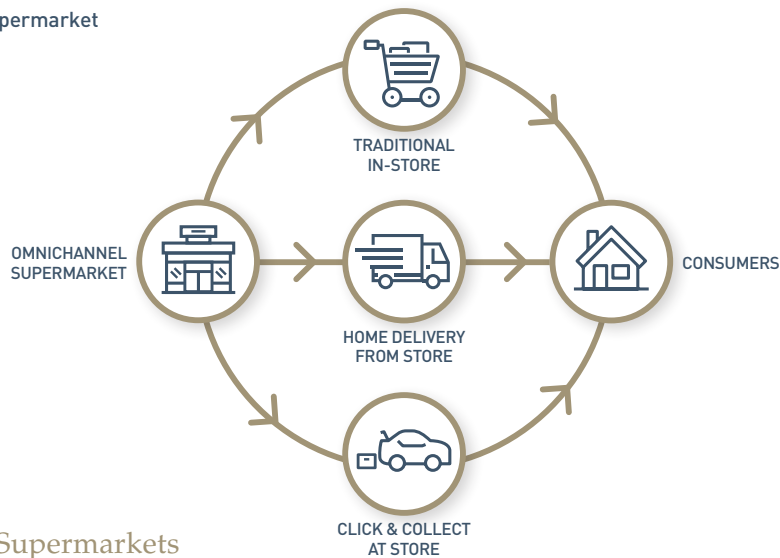 permarket
TRADITIONAL
IN-STORE
OMNICHANNEL
SUPERMARKET
CONSUMERS
HOME DELIVERY
FROM STORE
CLICK & COLLECT
AT STORE
Supermarkets